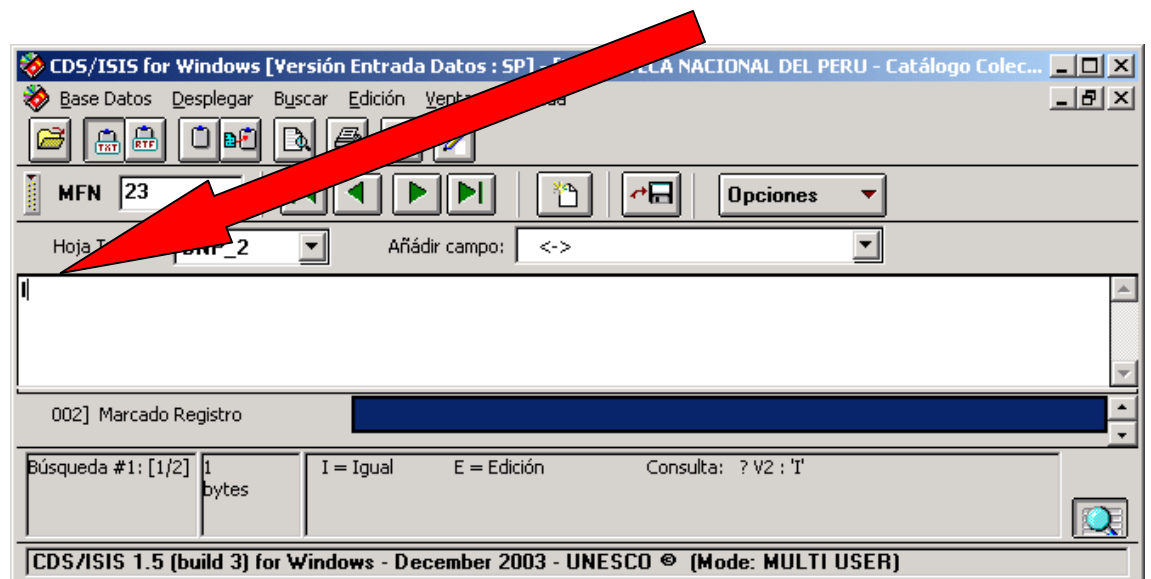 CDS/ISIS for Windows [Versión Entrada Datos : SP] - NACIONAL DEL PERU - Catálogo Colec...
Base Datos Desplegar Buscar Edición
TXT RTF
MFN 23 Opciones
Hoja BNP_2 Añádir campo: <->
I
002] Marcado Registro
Búsqueda #1: [1/2] 1 I = Igual E = Edición Consulta: ? V2 : 'I'
bytes
CDS/ISIS 1.5 (build 3) for Windows - December 2003 - UNESCO © (Mode: MULTI USER)